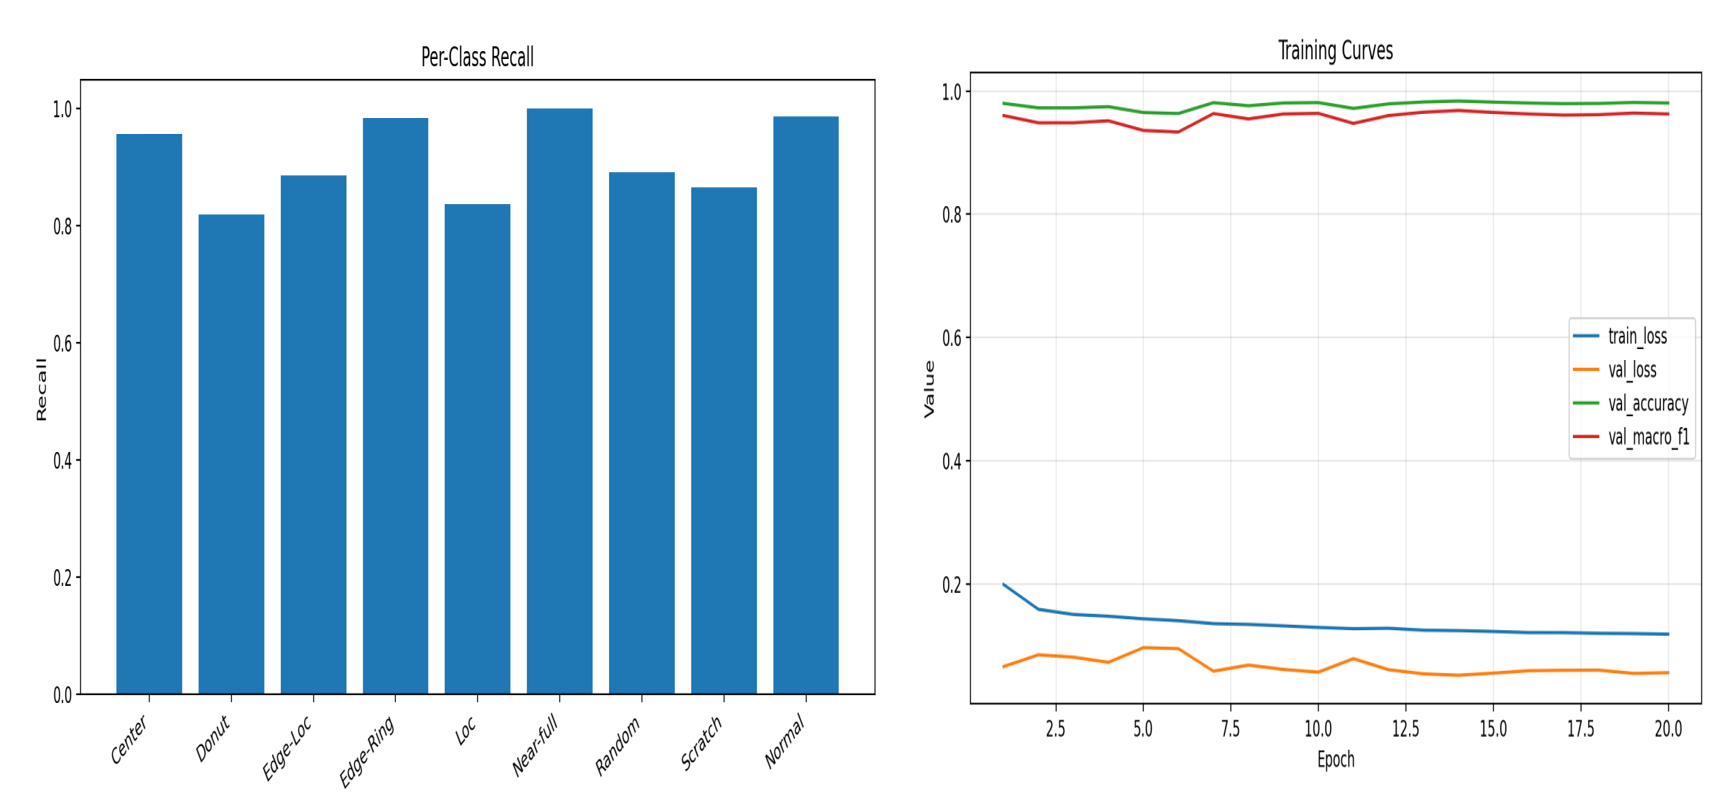 Per-Class Recall
1.0
0.8
0.6
0.4
0.2
0.0
Recall
Center
Donut
Edge-Loc
Edge-Ring
Loc
Near-full
Random
Scratch
Normal
Training Curves
1.0
0.8
0.6
0.4
0.2
Value
train_loss
val_loss
val_accuracy
val_macro_f1
2.5 5.0 7.5 10.0 12.5 15.0 17.5 20.0
Epoch